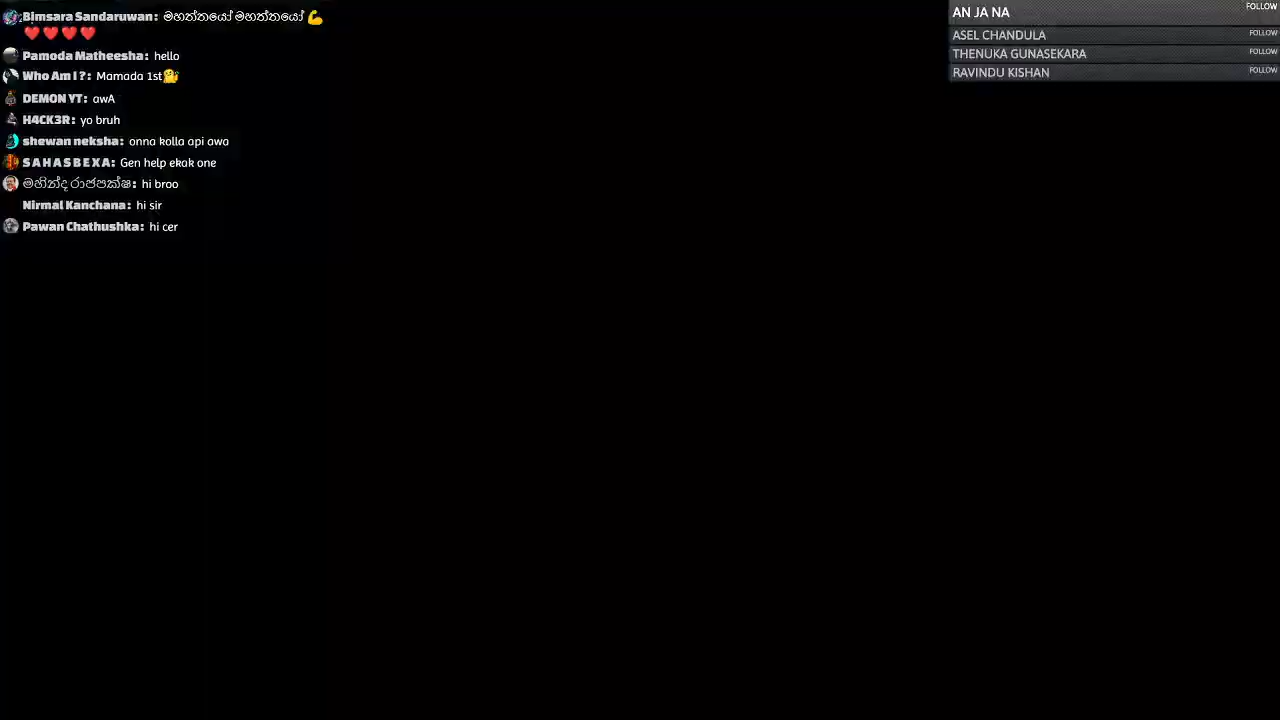 Bimsara Sandaruwan: මහත්තයෝ මහත්තයෝ 💪
❤️ ❤️ ❤️ ❤️
Pamoda Matheesha: hello
Who Am I ?: Mamada 1st🤔
DEMON YT: awA
H4CK3R: yo bruh
shewan neksha: onna kolla api awa
S A H A S B E X A: Gen help ekak one
මහින්ද රාජපක්ෂ: hi broo
Nirmal Kanchana: hi sir
Pawan Chathushka: hi cer
AN JA NA FOLLOW
ASEL CHANDULA FOLLOW
THENUKA GUNASEKARA FOLLOW
RAVINDU KISHAN FOLLOW